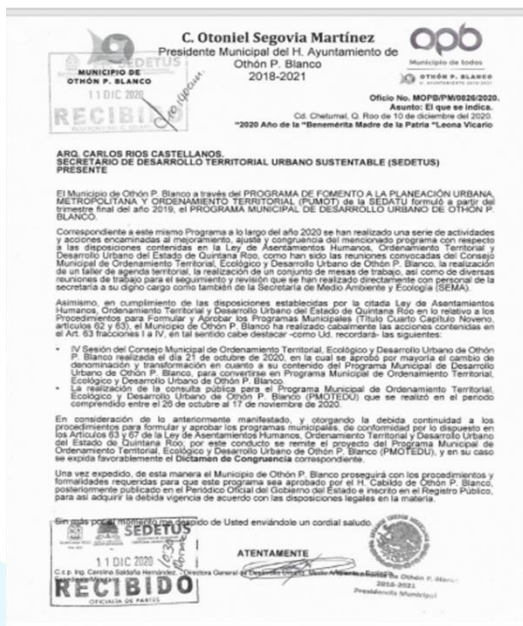 C. Otoniel Segovia Martínez
Presidente Municipal del H. Ayuntamiento de
Othón P. Blanco
2018-2021
opb
Municipio de todos
OTHÓN P. BLANCO
SEDETUS
MUNICIPIO DE
OTHÓN P. BLANCO
11 DIC 2020
RECIBIDO
Oficio No. MOPB/PM/0826/2020.
Asunto: El que se indica.
Cd. Chetumal, Q. Roo de 10 de diciembre del 2020.
"2020 Año de la "Benemérita Madre de la Patria "Leona Vicario
ARQ. CARLOS RIOS CASTELLANOS.
SECRETARIO DE DESARROLLO TERRITORIAL URBANO SUSTENTABLE (SEDETUS)
PRESENTE
El Municipio de Othón P. Blanco a través del PROGRAMA DE FOMENTO A LA PLANEACIÓN URBANA,
METROPOLITANA Y ORDENAMIENTO TERRITORIAL (PUMOT) de la SEDATU formuló a partir del
trimestre final del año 2019, el PROGRAMA MUNICIPAL DE DESARROLLO URBANO DE OTHÓN P.
BLANCO.
Correspondiente a este mismo Programa a lo largo del año 2020 se han realizado una serie de actividades
y acciones encaminadas al mejoramiento, ajuste y congruencia del mencionado programa con respecto
a las disposiciones contenidas en la Ley de Asentamientos Humanos, Ordenamiento Territorial y
Desarrollo Urbano del Estado de Quintana Roo, como han sido las reuniones convocadas del Consejo
Municipal de Ordenamiento Territorial, Ecológico y Desarrollo Urbano de Othón P. Blanco, la realización
de un taller de agenda territorial, la realización de un conjunto de mesas de trabajo, así como de diversas
reuniones de trabajo para el seguimiento y revisión que se han realizado directamente con personal de la
secretaria a su digno cargo como también de la Secretaría de Medio Ambiente y Ecología (SEMA).
Asimismo, en cumplimiento de las disposiciones establecidas por la citada Ley de Asentamientos
Humanos, Ordenamiento Territorial y Desarrollo Urbano del Estado de Quintana Roo en lo relativo a los
Procedimientos para Formular y Aprobar los Programas Municipales (Título Cuarto Capítulo Noveno,
artículos 62 y 63), el Municipio de Othón P. Blanco ha realizado cabalmente las acciones contenidas en
el Art. 63 fracciones I a IV, en tal sentido cabe destacar -como Ud. recordará- las siguientes:
• IV Sesión del Consejo Municipal de Ordenamiento Territorial, Ecológico y Desarrollo Urbano de Othón
P. Blanco realizada el día 21 de octubre de 2020, en la cual se aprobó por mayoría el cambio de
denominación y transformación en cuanto a su contenido del Programa Municipal de Desarrollo
Urbano de Othón P. Blanco, para convertirse en Programa Municipal de Ordenamiento Territorial,
Ecológico y Desarrollo Urbano de Othón P. Blanco.
• La realización de la consulta pública para el Programa Municipal de Ordenamiento Territorial,
Ecológico y Desarrollo Urbano de Othón P. Blanco (PMOTEDU) que se realizó en el periodo
comprendido entre el 28 de octubre al 17 de noviembre de 2020.
En consideración de lo anteriormente manifestado, y otorgando la debida continuidad a los
procedimientos para formular y aprobar los programas municipales, de conformidad por lo dispuesto en
los Artículos 63 y 67 de la Ley de Asentamientos Humanos, Ordenamiento Territorial y Desarrollo Urbano
del Estado de Quintana Roo; por este conducto se remite el proyecto del Programa Municipal de
Ordenamiento Territorial, Ecológico y Desarrollo Urbano de Othón P. Blanco (PMOTEDU), y en su caso
se expida favorablemente el Dictamen de Congruencia correspondiente.
Una vez expedido, de esta manera el Municipio de Othón P. Blanco proseguirá con los procedimientos y
formalidades requeridas para que este programa sea aprobado por el H. Cabildo de Othón P. Blanco,
posteriormente publicado en el Periódico Oficial del Gobierno del Estado e inscrito en el Registro Público,
para así adquirir la debida vigencia de acuerdo con las disposiciones legales en la materia.
Sin más por el momento me despido de Usted enviándole un cordial saludo.
SEDETUS
11 DIC 2020
ATENTAMENTE
C.c.p. Ing. Carolina Saldaña Hernández. - Directora General de Desarrollo Urbano, Medio Ambiente
RECIBIDO
OFICIALÍA DE PARTES
de Othón P. Blanco
2018-2021
Presidencia Municipal